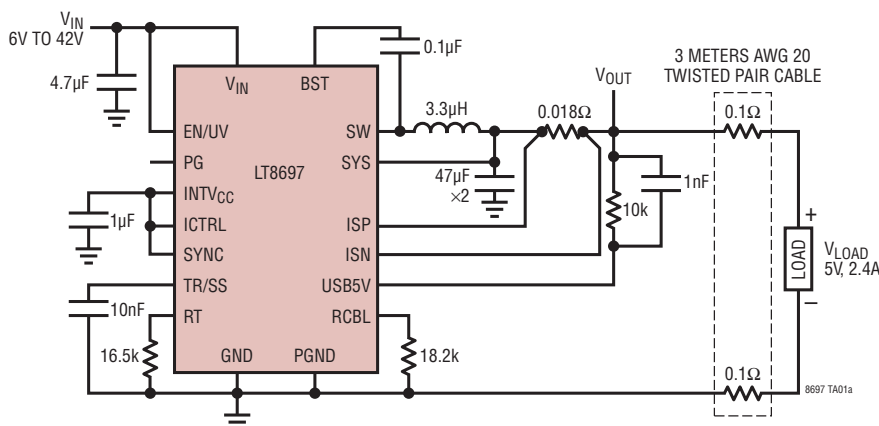 VIN
6V TO 42V
4.7µF
0.1µF
VIN
BST
LT8697
EN/UV
PG
INTVCC
ICTRL
SYNC
TR/SS
RT
GND
PGND
SW
SYS
ISP
ISN
USB5V
RCBL
1µF
10nF
16.5k
18.2k
3.3µH
47µF
×2
0.018Ω
VOUT
10k
1nF
3 METERS AWG 20
TWISTED PAIR CABLE
0.1Ω
0.1Ω
+
LOAD
–
VLOAD
5V, 2.4A
8697 TA01a